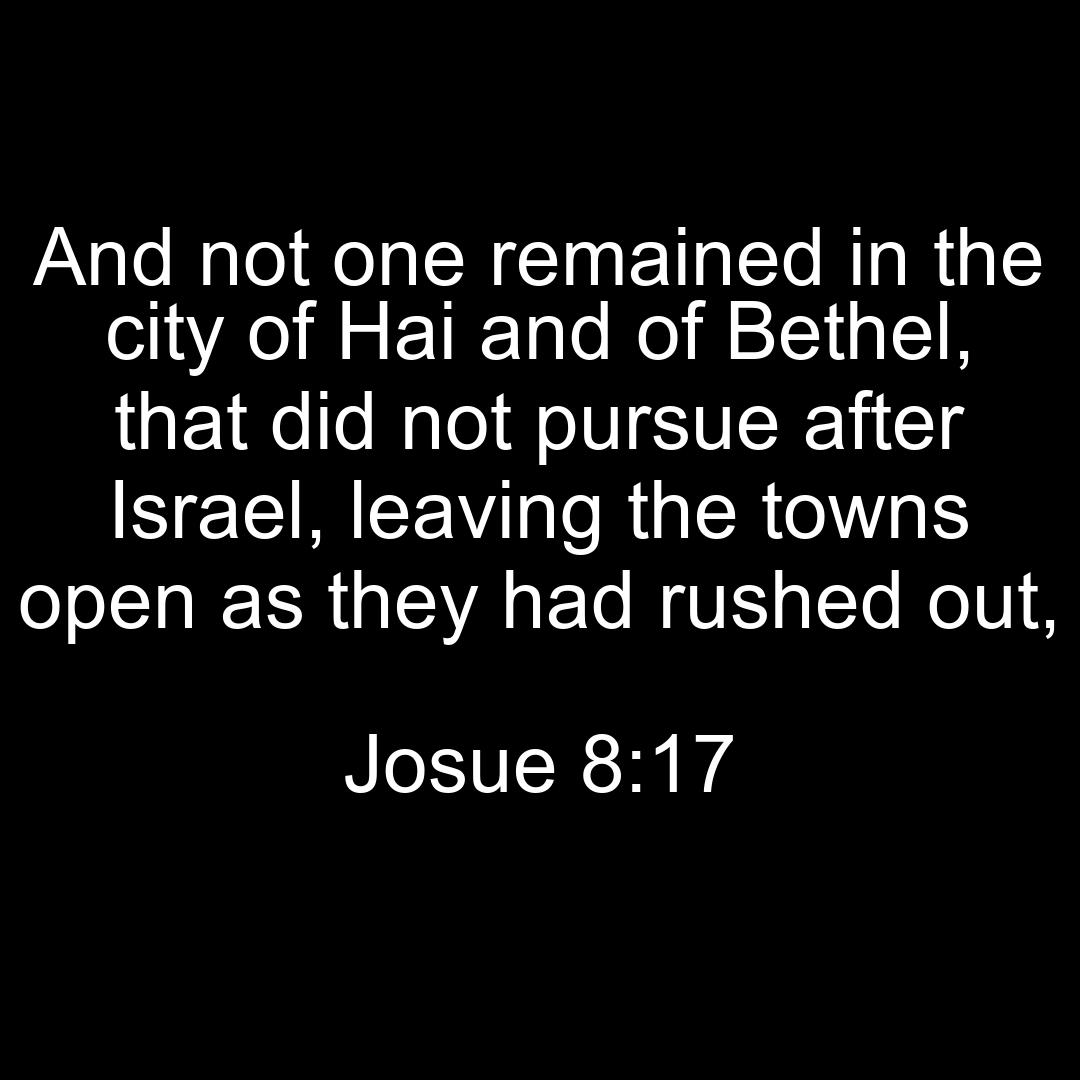 And not one remained in the
city of Hai and of Bethel,
that did not pursue after
Israel, leaving the towns
open as they had rushed out,
Josue 8:17